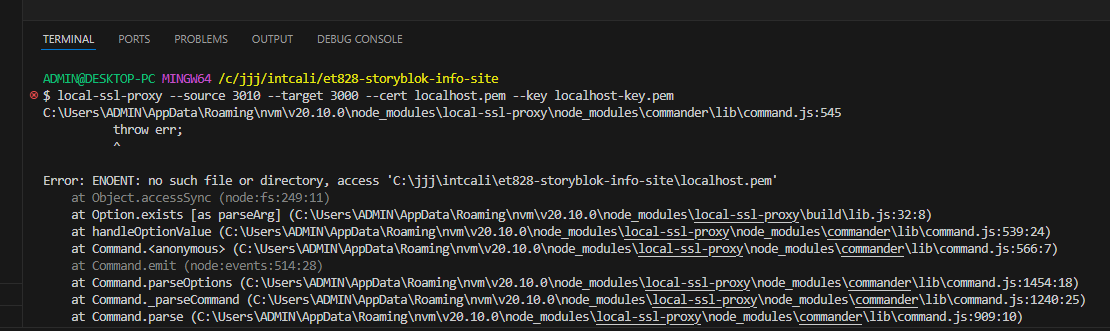 TERMINAL PORTS PROBLEMS OUTPUT DEBUG CONSOLE
ADMIN@DESKTOP-PC MINGW64 /c/jjj/intcali/et828-storyblok-info-site
$ local-ssl-proxy --source 3010 --target 3000 --cert localhost.pem --key localhost-key.pem
C:\Users\ADMIN\AppData\Roaming\nvm\v20.10.0\node_modules\local-ssl-proxy\node_modules\commander\lib\command.js:545
throw err;
^
Error: ENOENT: no such file or directory, access 'C:\jjj\intcali\et828-storyblok-info-site\localhost.pem'
at Object.accessSync (node:fs:249:11)
at Option.exists [as parseArg] (C:\Users\ADMIN\AppData\Roaming\nvm\v20.10.0\node_modules\local-ssl-proxy\build\lib.js:32:8)
at handleOptionValue (C:\Users\ADMIN\AppData\Roaming\nvm\v20.10.0\node_modules\local-ssl-proxy\node_modules\commander\lib\command.js:539:24)
at Command.<anonymous> (C:\Users\ADMIN\AppData\Roaming\nvm\v20.10.0\node_modules\local-ssl-proxy\node_modules\commander\lib\command.js:566:7)
at Command.emit (node:events:514:28)
at Command.parseOptions (C:\Users\ADMIN\AppData\Roaming\nvm\v20.10.0\node_modules\local-ssl-proxy\node_modules\commander\lib\command.js:1454:18)
at Command._parseCommand (C:\Users\ADMIN\AppData\Roaming\nvm\v20.10.0\node_modules\local-ssl-proxy\node_modules\commander\lib\command.js:1240:25)
at Command.parse (C:\Users\ADMIN\AppData\Roaming\nvm\v20.10.0\node_modules\local-ssl-proxy\node_modules\commander\lib\command.js:909:10)